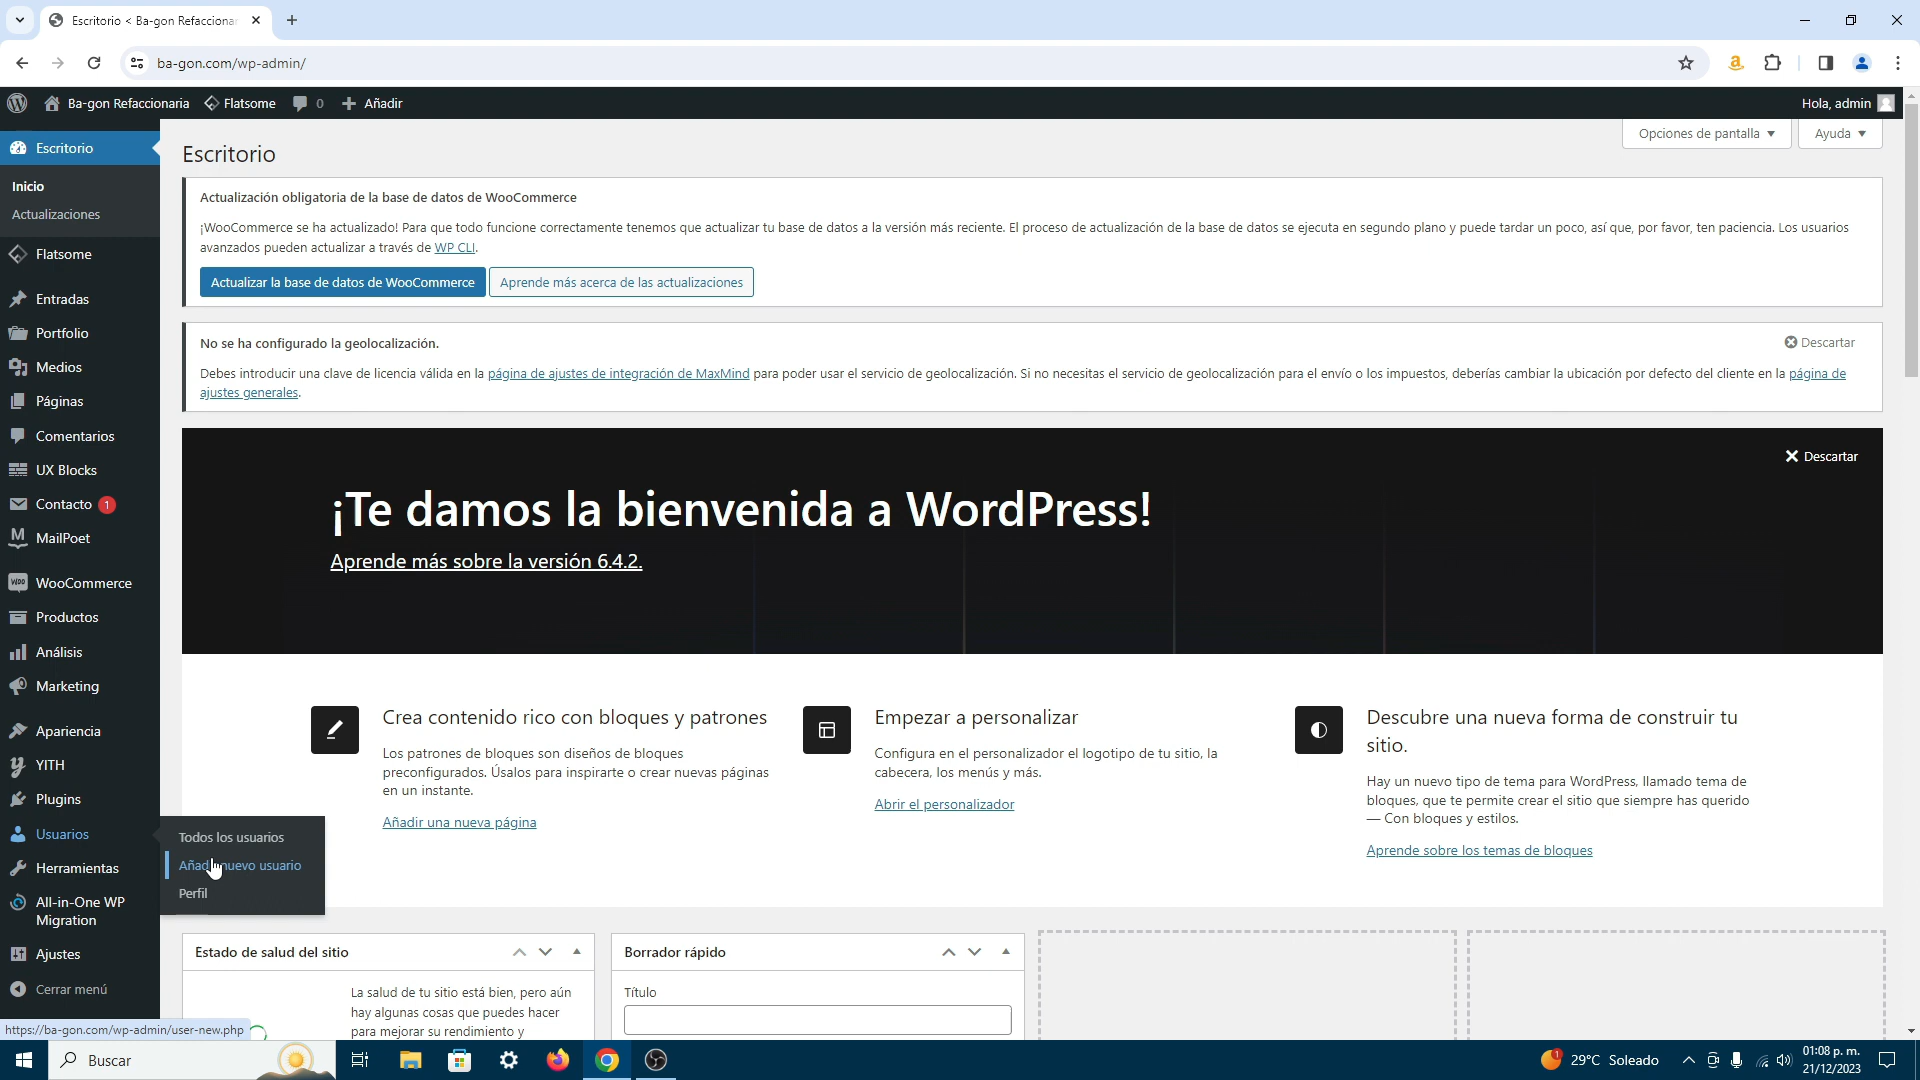 Escritorio < Ba-gon Refacciona
ba-gon.com/wp-admin/
Ba-gon Refaccionaria
Flatsome
0
Añadir
Hola, admin
Escritorio
Inicio
Actualizaciones
Flatsome
Entradas
Portfolio
Medios
Páginas
Comentarios
UX Blocks
Contacto 1
MailPoet
WooCommerce
Productos
Análisis
Marketing
Apariencia
YITH
Plugins
Usuarios
Herramientas
All-in-One WP
Migration
Ajustes
Cerrar menú
Todos los usuarios
Añadir nuevo usuario
Perfil
Opciones de pantalla
Ayuda
Escritorio
Actualización obligatoria de la base de datos de WooCommerce
¡WooCommerce se ha actualizado! Para que todo funcione correctamente tenemos que actualizar tu base de datos a la versión más reciente. El proceso de actualización de la base de datos se ejecuta en segundo plano y puede tardar un poco, así que, por favor, ten paciencia. Los usuarios
avanzados pueden actualizar a través de WP CLI.
Actualizar la base de datos de WooCommerce
Aprende más acerca de las actualizaciones
No se ha configurado la geolocalización.
Descartar
Debes introducir una clave de licencia válida en la página de ajustes de integración de MaxMind para poder usar el servicio de geolocalización. Si no necesitas el servicio de geolocalización para el envío o los impuestos, deberías cambiar la ubicación por defecto del cliente en la página de
ajustes generales.
Descartar
¡Te damos la bienvenida a WordPress!
Aprende más sobre la versión 6.4.2.
Crea contenido rico con bloques y patrones
Los patrones de bloques son diseños de bloques
preconfigurados. Úsalos para inspirarte o crear nuevas páginas
en un instante.
Añadir una nueva página
Empezar a personalizar
Configura en el personalizador el logotipo de tu sitio, la
cabecera, los menús y más.
Abrir el personalizador
Descubre una nueva forma de construir tu
sitio.
Hay un nuevo tipo de tema para WordPress, llamado tema de
bloques, que te permite crear el sitio que siempre has querido
— Con bloques y estilos.
Aprende sobre los temas de bloques
Estado de salud del sitio
La salud de tu sitio está bien, pero aún
hay algunas cosas que puedes hacer
para mejorar su rendimiento y
Borrador rápido
Título
https://ba-gon.com/wp-admin/user-new.php
Buscar
1
29°C Soleado
01:08 p. m.
21/12/2023